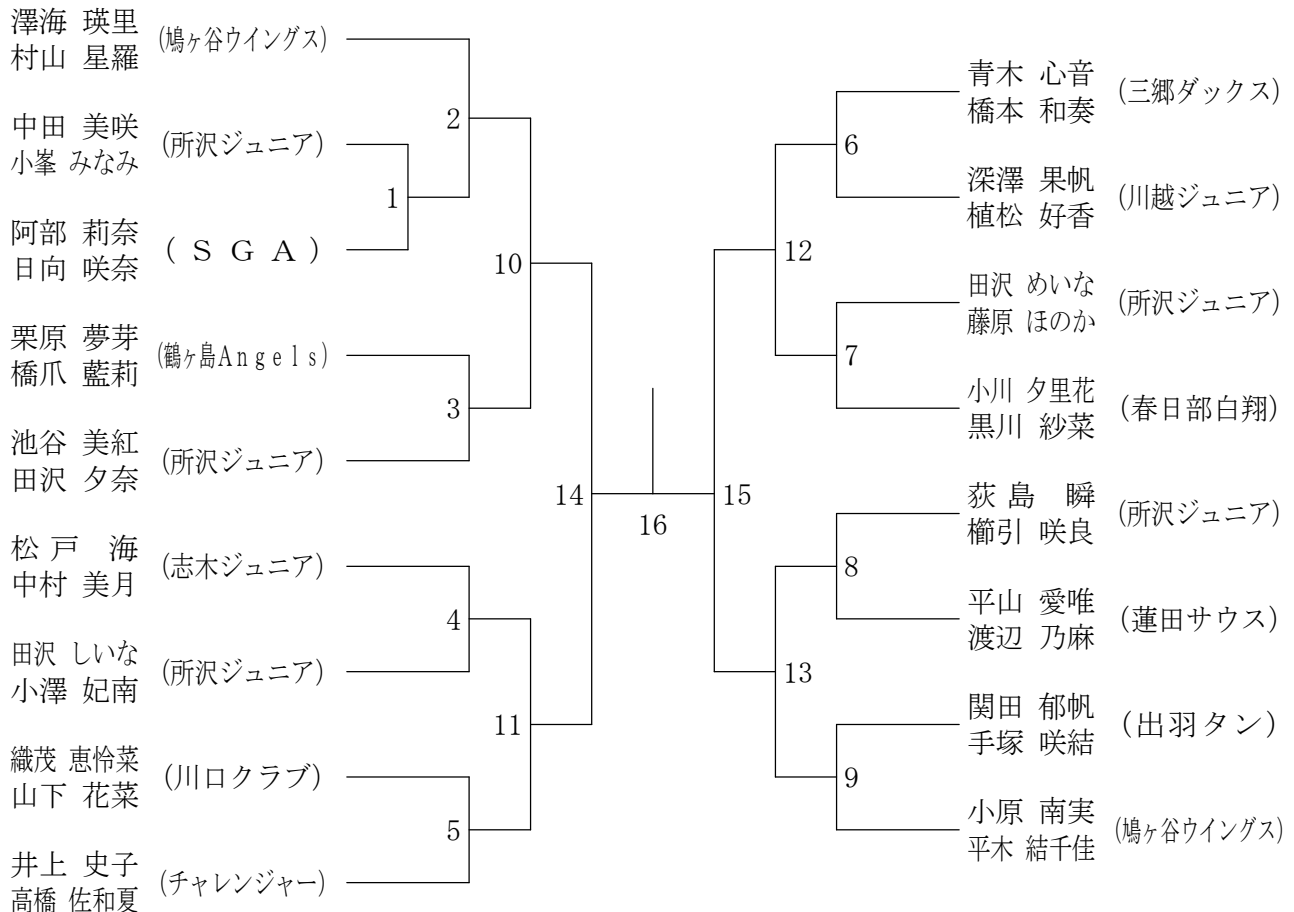 澤海 瑛里
村山 星羅
(鳩ヶ谷ウイングス)
中田 美咲
小峯 みなみ
(所沢ジュニア)
阿部 莉奈
日向 咲奈
(ＳＧＡ)
栗原 夢芽
橋爪 藍莉
(鶴ヶ島Angels)
池谷 美紅
田沢 夕奈
(所沢ジュニア)
松戸 海
中村 美月
(志木ジュニア)
田沢 しいな
小澤 妃南
(所沢ジュニア)
織茂 恵怜菜
山下 花菜
(川口クラブ)
井上 史子
高橋 佐和夏
(チャレンジャー)
1
2
3
4
5
10
11
14
16
15
12
13
6
7
8
9
青木 心音
橋本 和奏
(三郷ダックス)
深澤 果帆
植松 好香
(川越ジュニア)
田沢 めいな
藤原 ほのか
(所沢ジュニア)
小川 夕里花
黒川 紗菜
(春日部白翔)
荻島 瞬
櫛引 咲良
(所沢ジュニア)
平山 愛唯
渡辺 乃麻
(蓮田サウス)
関田 郁帆
手塚 咲結
(出羽タン)
小原 南実
平木 結千佳
(鳩ヶ谷ウイングス)